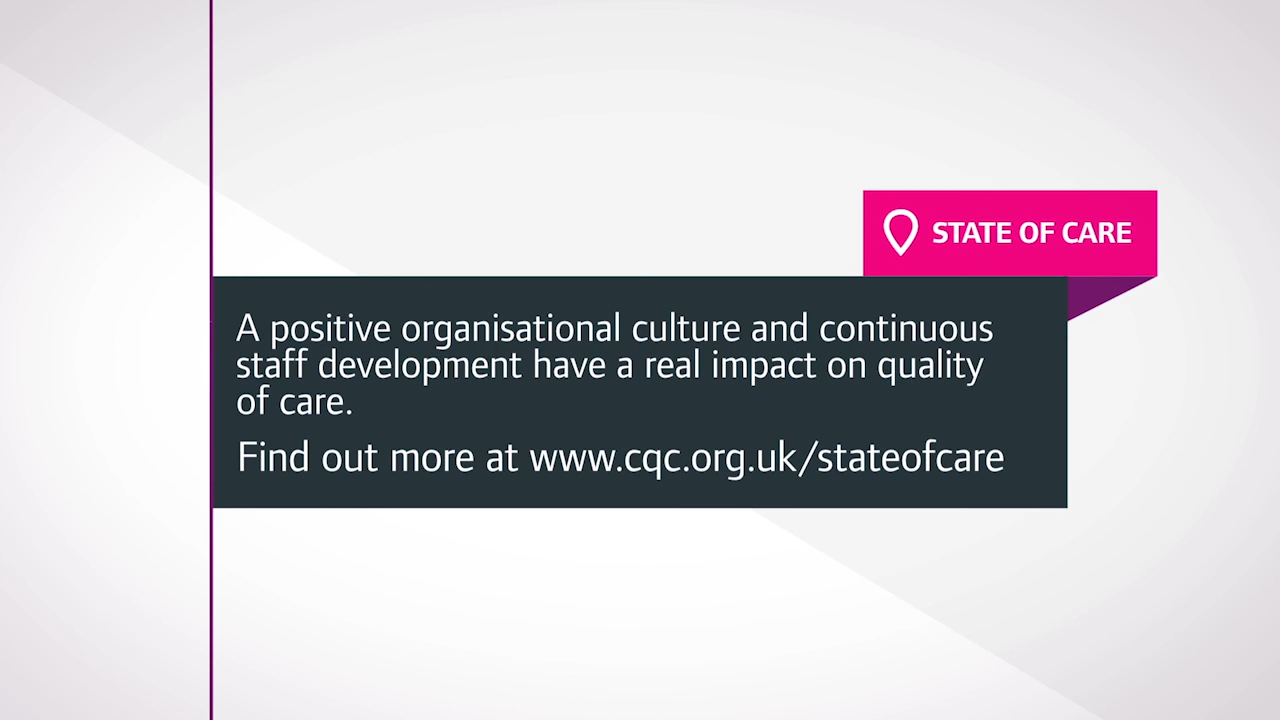 STATE OF CARE
A positive organisational culture and continuous
staff development have a real impact on quality
of care.
Find out more at www.cqc.org.uk/stateofcare